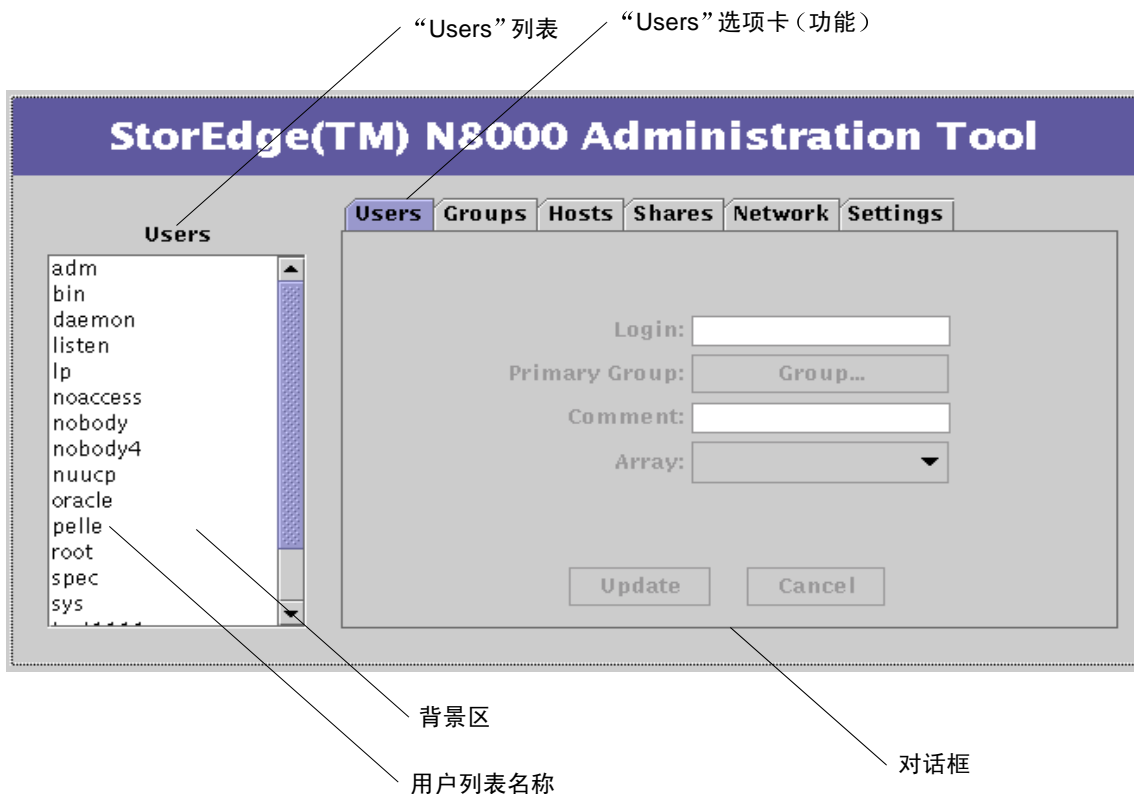 “Users”列表
“Users”选项卡（功能）
StorEdge(TM) N8000 Administration Tool
Users
Users Groups Hosts Shares Network Settings
adm
bin
daemon
listen
lp
noaccess
nobody
nobody4
nuucp
oracle
pelle
root
spec
sys
Login:
Primary Group: Group...
Comment:
Array:
Update Cancel
背景区
对话框
用户列表名称